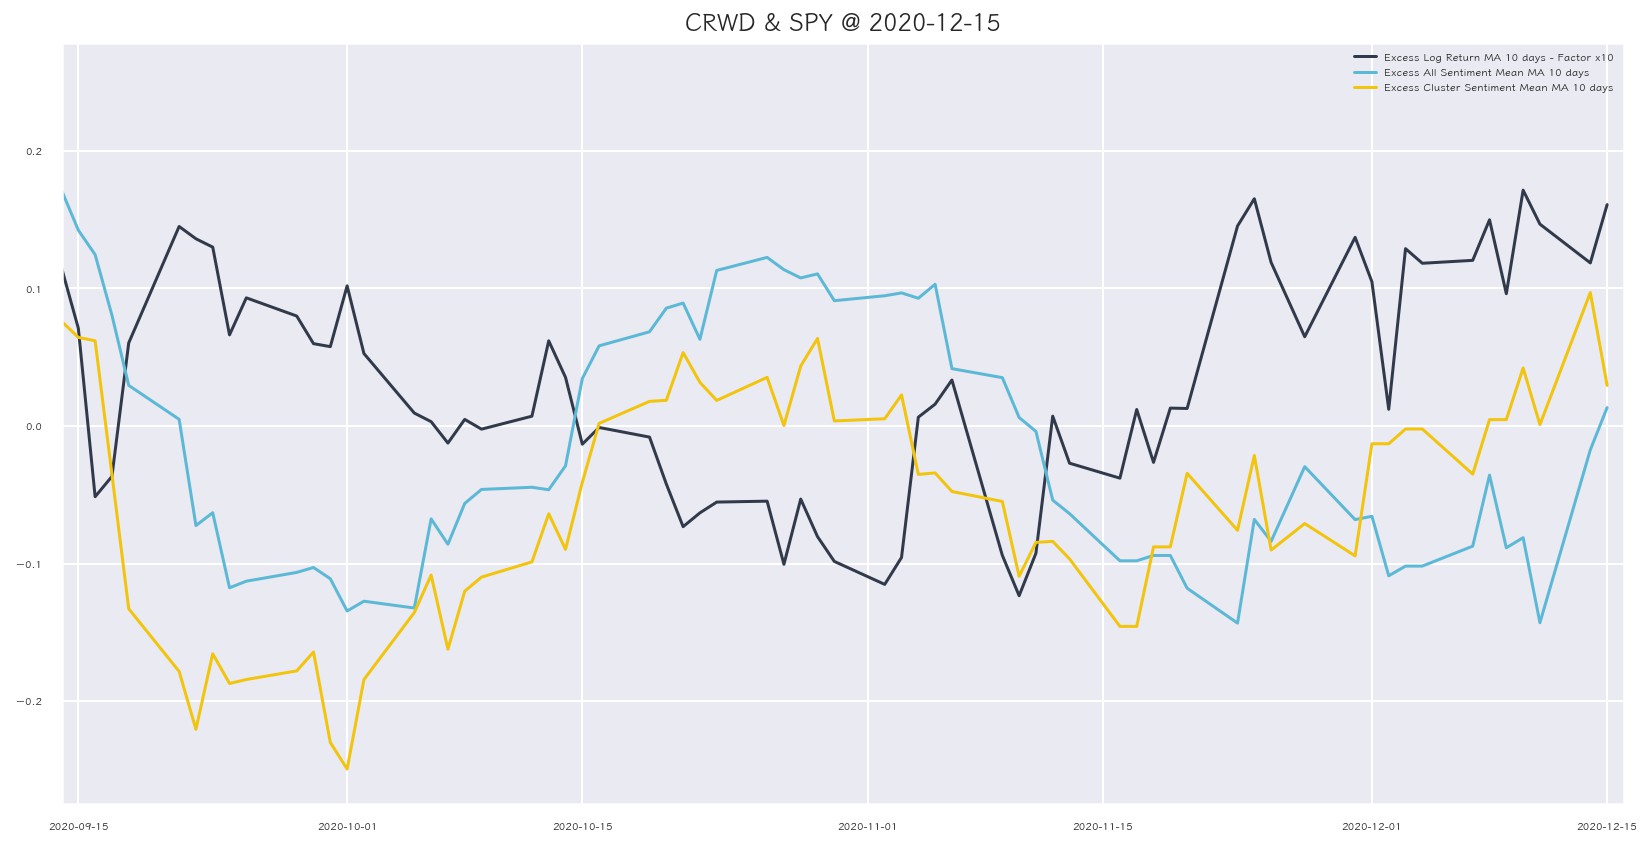 CRWD & SPY @ 2020-12-15
Excess Log Return MA 10 days - Factor x10
Excess All Sentiment Mean MA 10 days
Excess Cluster Sentiment Mean MA 10 days
0.2
0.1
0.0
−0.1
−0.2
2020-09-15 2020-10-01 2020-10-15 2020-11-01 2020-11-15 2020-12-01 2020-12-15